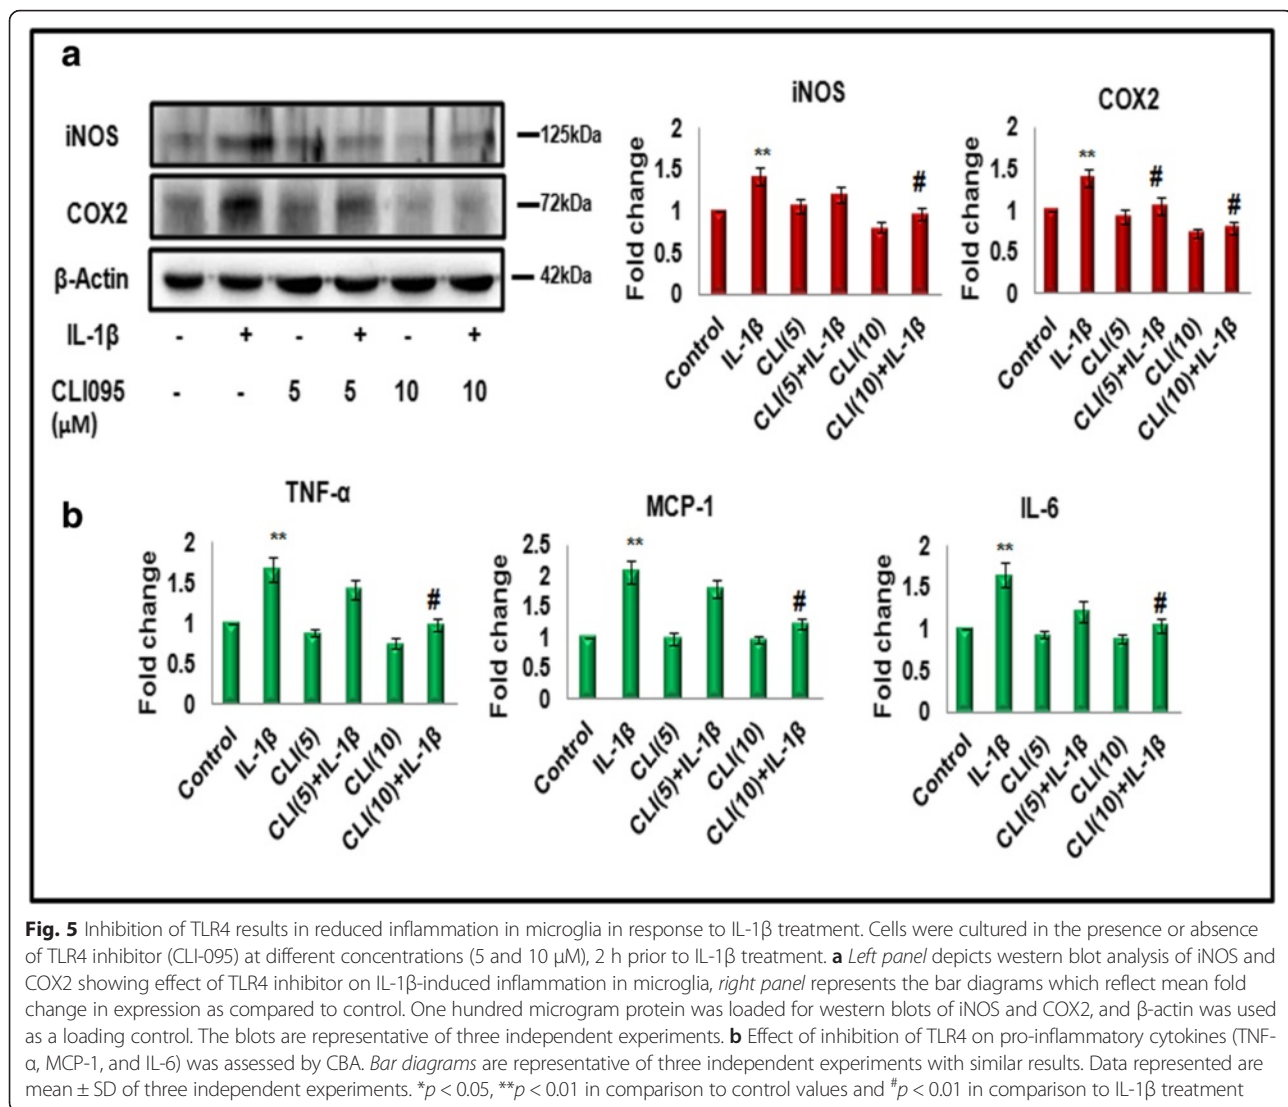 a
iNOS
COX2
β-Actin
125kDa
72kDa
42kDa
IL-1β - + - + - +
CLI095 - - 5 5 10 10
(μM)
iNOS
Fold change
2
1.5
1
0.5
0
**
#
Control
IL-1β
CLI(5)
CLI(5)+IL-1β
CLI(10)
CLI(10)+IL-1β
COX2
Fold change
2
1.5
1
0.5
0
**
#
#
Control
IL-1β
CLI(5)
CLI(5)+IL-1β
CLI(10)
CLI(10)+IL-1β
b
TNF-α
Fold change
2
1.5
1
0.5
0
**
#
Control
IL-1β
CLI(5)
CLI(5)+IL-1β
CLI(10)
CLI(10)+IL-1β
MCP-1
Fold change
2.5
2
1.5
1
0.5
0
**
#
Control
IL-1β
CLI(5)
CLI(5)+IL-1β
CLI(10)
CLI(10)+IL-1β
IL-6
Fold change
2
1.5
1
0.5
0
**
#
Control
IL-1β
CLI(5)
CLI(5)+IL-1β
CLI(10)
CLI(10)+IL-1β
Fig. 5 Inhibition of TLR4 results in reduced inflammation in microglia in response to IL-1β treatment. Cells were cultured in the presence or absence
of TLR4 inhibitor (CLI-095) at different concentrations (5 and 10 μM), 2 h prior to IL-1β treatment. a Left panel depicts western blot analysis of iNOS and
COX2 showing effect of TLR4 inhibitor on IL-1β-induced inflammation in microglia, right panel represents the bar diagrams which reflect mean fold
change in expression as compared to control. One hundred microgram protein was loaded for western blots of iNOS and COX2, and β-actin was used
as a loading control. The blots are representative of three independent experiments. b Effect of inhibition of TLR4 on pro-inflammatory cytokines (TNF-
α, MCP-1, and IL-6) was assessed by CBA. Bar diagrams are representative of three independent experiments with similar results. Data represented are
mean ± SD of three independent experiments. *p < 0.05, **p < 0.01 in comparison to control values and #p < 0.01 in comparison to IL-1β treatment